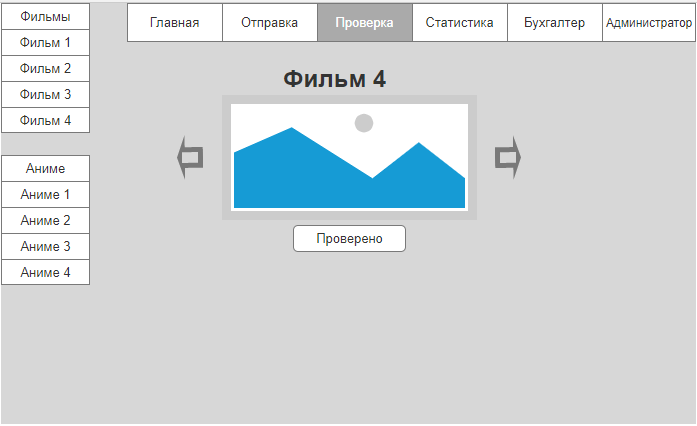 Фильмы
Фильм 1
Фильм 2
Фильм 3
Фильм 4
Аниме
Аниме 1
Аниме 2
Аниме 3
Аниме 4
Главная
Отправка
Проверка
Статистика
Бухгалтер
Администратор
Фильм 4
Проверено